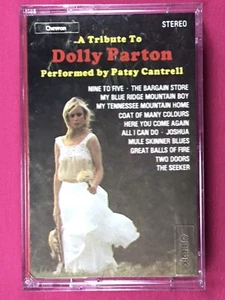 Chevron
STEREO
A Tribute To
Dolly Parton
Performed by Patsy Cantrell
NINE TO FIVE · THE BARGAIN STORE
MY BLUE RIDGE MOUNTAIN BOY
MY TENNESSEE MOUNTAIN HOME
COAT OF MANY COLOURS
HERE YOU COME AGAIN
ALL I CAN DO · JOSHUA
MULE SKINNER BLUES
GREAT BALLS OF FIRE
TWO DOORS
THE SEEKER